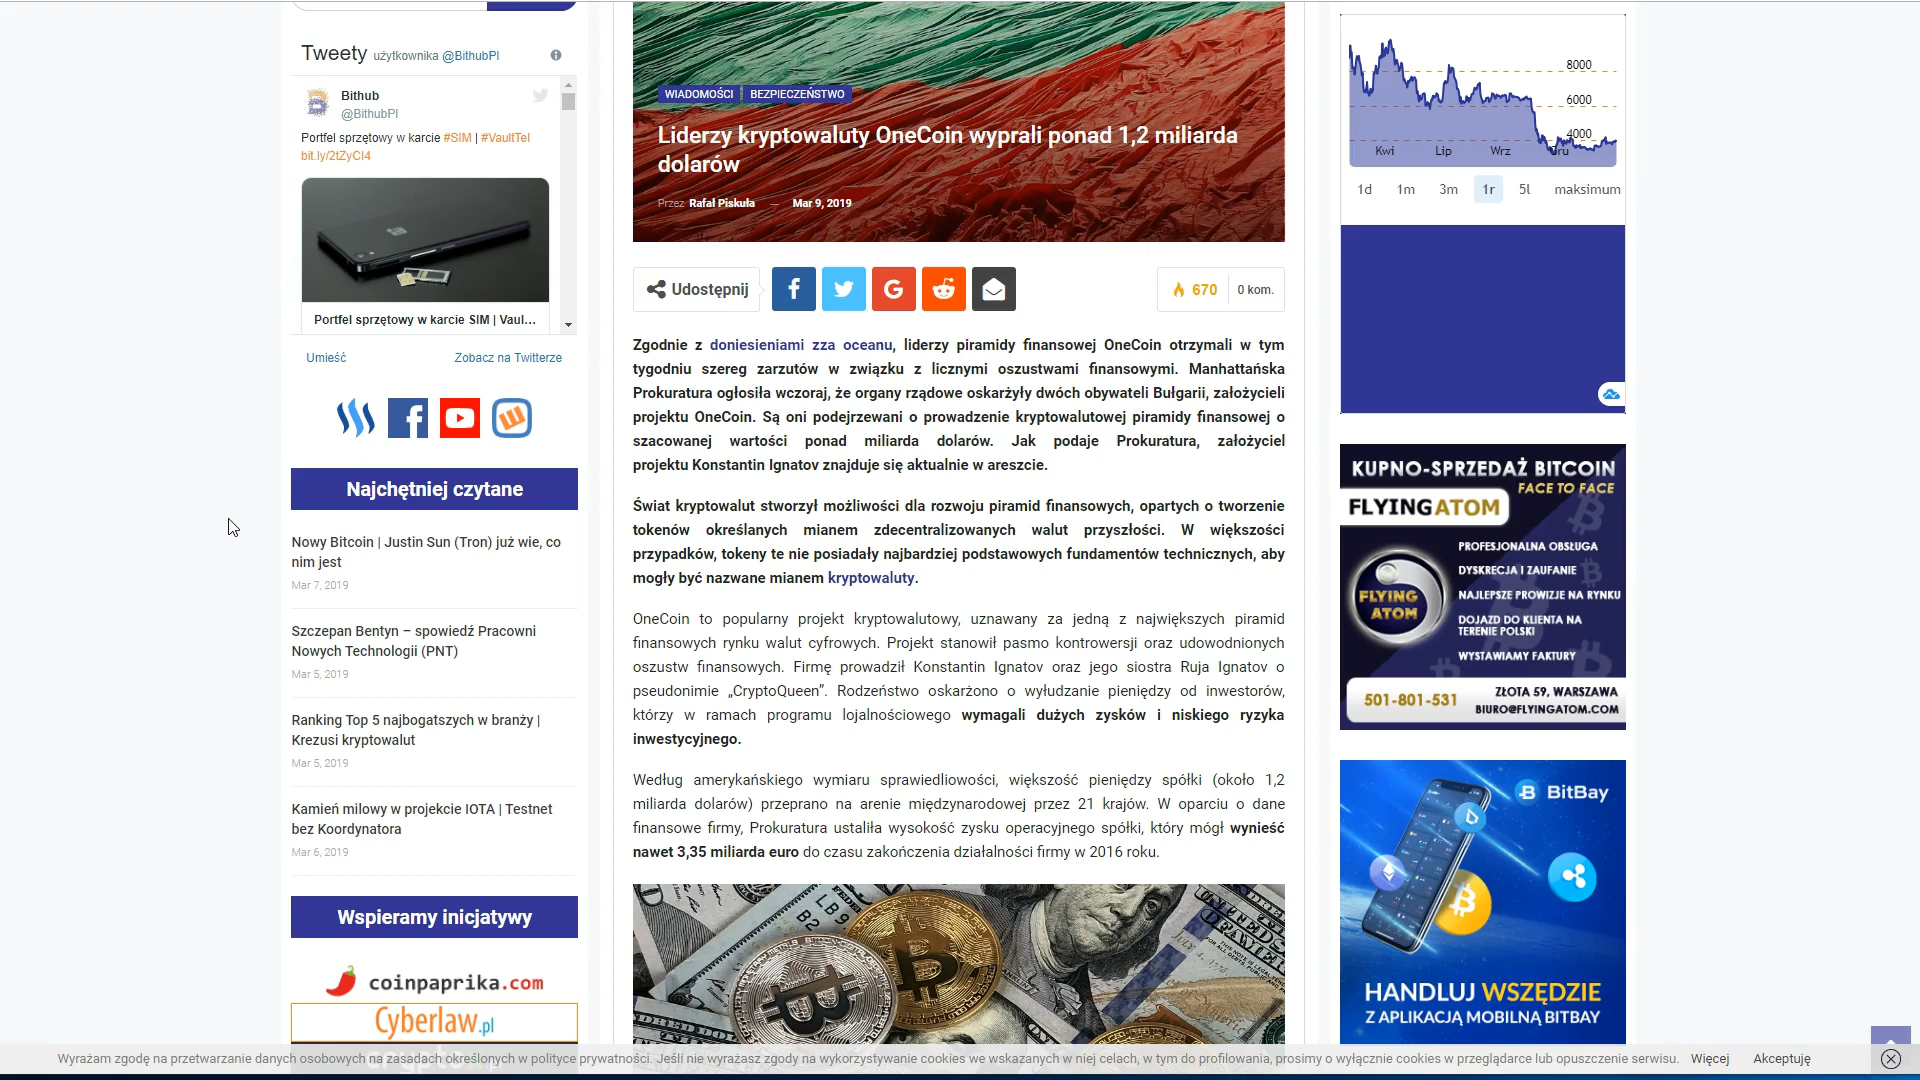 Tweety użytkownika @BithubPl
Bithub
@BithubPl
Portfel sprzętowy w karcie #SIM | #VaultTel
bit.ly/2tZyCI4
Portfel sprzętowy w karcie SIM | Vaul...
Umieść
Zobacz na Twitterze
Najchętniej czytane
Nowy Bitcoin | Justin Sun (Tron) już wie, co
nim jest
Mar 7, 2019
Szczepan Bentyn – spowiedź Pracowni
Nowych Technologii (PNT)
Mar 5, 2019
Ranking Top 5 najbogatszych w branży |
Krezusi kryptowalut
Mar 5, 2019
Kamień milowy w projekcie IOTA | Testnet
bez Koordynatora
Mar 6, 2019
Wspieramy inicjatywy
coinpaprika.com
Cyberlaw.pl
WIADOMOŚCI BEZPIECZEŃSTWO
Liderzy kryptowaluty OneCoin wyprali ponad 1,2 miliarda
dolarów
Przez Rafał Piskuła — Mar 9, 2019
Udostępnij
670
0 kom.
Zgodnie z doniesieniami zza oceanu, liderzy piramidy finansowej OneCoin otrzymali w tym
tygodniu szereg zarzutów w związku z licznymi oszustwami finansowymi. Manhattańska
Prokuratura ogłosiła wczoraj, że organy rządowe oskarżyły dwóch obywateli Bułgarii, założycieli
projektu OneCoin. Są oni podejrzewani o prowadzenie kryptowalutowej piramidy finansowej o
szacowanej wartości ponad miliarda dolarów. Jak podaje Prokuratura, założyciel
projektu Konstantin Ignatov znajduje się aktualnie w areszcie.
Świat kryptowalut stworzył możliwości dla rozwoju piramid finansowych, opartych o tworzenie
tokenów określanych mianem zdecentralizowanych walut przyszłości. W większości
przypadków, tokeny te nie posiadały najbardziej podstawowych fundamentów technicznych, aby
mogły być nazwane mianem kryptowaluty.
OneCoin to popularny projekt kryptowalutowy, uznawany za jedną z największych piramid
finansowych rynku walut cyfrowych. Projekt stanowił pasmo kontrowersji oraz udowodnionych
oszustw finansowych. Firmę prowadził Konstantin Ignatov oraz jego siostra Ruja Ignatov o
pseudonimie „CryptoQueen”. Rodzeństwo oskarżono o wyłudzanie pieniędzy od inwestorów,
którzy w ramach programu lojalnościowego wymagali dużych zysków i niskiego ryzyka
inwestycyjnego.
Według amerykańskiego wymiaru sprawiedliwości, większość pieniędzy spółki (około 1,2
miliarda dolarów) przeprano na arenie międzynarodowej przez 21 krajów. W oparciu o dane
finansowe firmy, Prokuratura ustaliła wysokość zysku operacyjnego spółki, który mógł wynieść
nawet 3,35 miliarda euro do czasu zakończenia działalności firmy w 2016 roku.
8000
6000
4000
Kwi Lip Wrz Gru
1d 1m 3m 1r 5l maksimum
KUPNO-SPRZEDAŻ BITCOIN
FACE TO FACE
FLYINGATOM
FLYING
ATOM
PROFESJONALNA OBSŁUGA
DYSKRECJA I ZAUFANIE
NAJLEPSZE PROWIZJE NA RYNKU
DOJAZD DO KLIENTA NA
TERENIE POLSKI
WYSTAWIAMY FAKTURY
501-801-531
ZŁOTA 59, WARSZAWA
BIURO@FLYINGATOM.COM
BitBay
HANDLUJ WSZĘDZIE
Z APLIKACJĄ MOBILNĄ BITBAY
Wyrażam zgodę na przetwarzanie danych osobowych na zasadach określonych w polityce prywatności. Jeśli nie wyrażasz zgody na wykorzystywanie cookies we wskazanych w niej celach, w tym do profilowania, prosimy o wyłącznie cookies w przeglądarce lub opuszczenie serwisu. Więcej Akceptuję